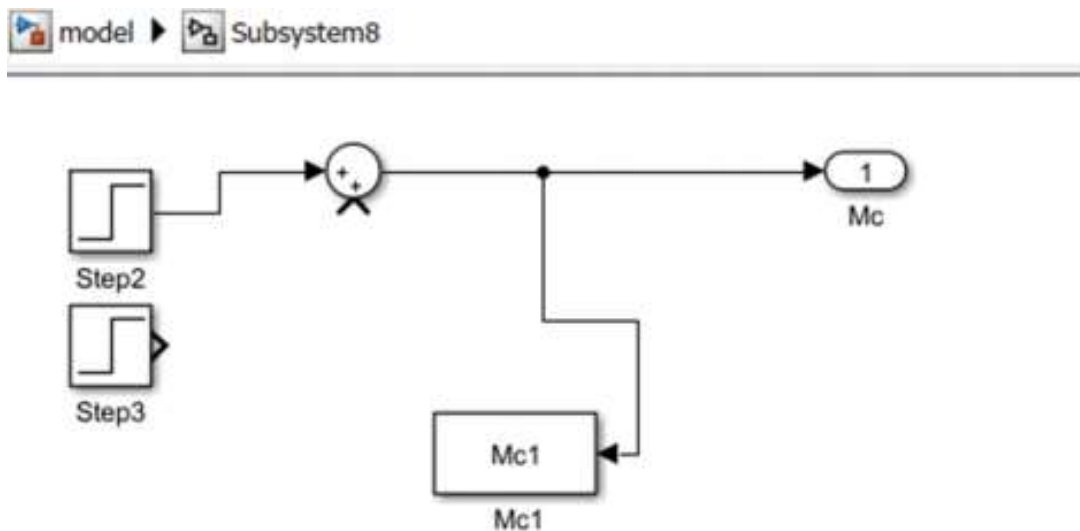 model Subsystem8
+
+
1
Mc
Step2
Step3
Mc1
Mc1